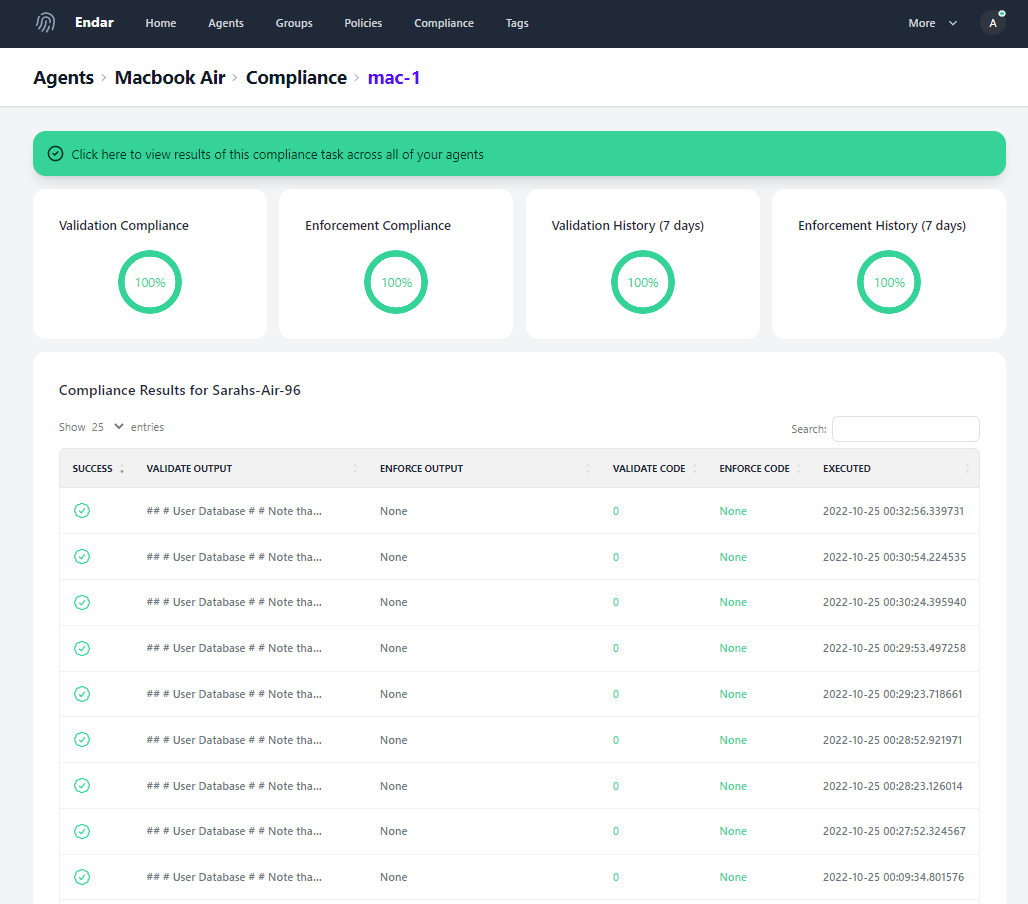 Endar Home Agents Groups Policies Compliance Tags More A
Agents > Macbook Air > Compliance > mac-1
Click here to view results of this compliance task across all of your agents
Validation Compliance Enforcement Compliance Validation History (7 days) Enforcement History (7 days)
100% 100% 100% 100%
Compliance Results for Sarahs-Air-96
Show 25 entries Search:
SUCCESS VALIDATE OUTPUT ENFORCE OUTPUT VALIDATE CODE ENFORCE CODE EXECUTED
## # User Database # # Note tha... None 0 None 2022-10-25 00:32:56.339731
## # User Database # # Note tha... None 0 None 2022-10-25 00:30:54.224535
## # User Database # # Note tha... None 0 None 2022-10-25 00:30:24.395940
## # User Database # # Note tha... None 0 None 2022-10-25 00:29:53.497258
## # User Database # # Note tha... None 0 None 2022-10-25 00:29:23.718661
## # User Database # # Note tha... None 0 None 2022-10-25 00:28:52.921971
## # User Database # # Note tha... None 0 None 2022-10-25 00:28:23.126014
## # User Database # # Note tha... None 0 None 2022-10-25 00:27:52.324567
## # User Database # # Note tha... None 0 None 2022-10-25 00:09:34.801576